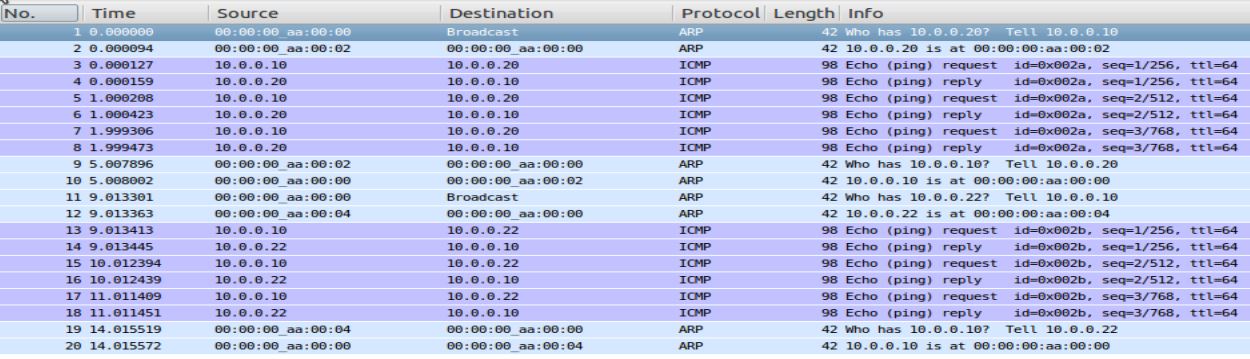 No. Time Source Destination Protocol Length Info
1 0.000000 00:00:00_aa:00:00 Broadcast ARP 42 Who has 10.0.0.20? Tell 10.0.0.10
2 0.000094 00:00:00_aa:00:02 00:00:00_aa:00:00 ARP 42 10.0.0.20 is at 00:00:00:aa:00:02
3 0.000127 10.0.0.10 10.0.0.20 ICMP 98 Echo (ping) request id=0x002a, seq=1/256, ttl=64
4 0.000159 10.0.0.20 10.0.0.10 ICMP 98 Echo (ping) reply id=0x002a, seq=1/256, ttl=64
5 1.000208 10.0.0.10 10.0.0.20 ICMP 98 Echo (ping) request id=0x002a, seq=2/512, ttl=64
6 1.000423 10.0.0.20 10.0.0.10 ICMP 98 Echo (ping) reply id=0x002a, seq=2/512, ttl=64
7 1.999306 10.0.0.10 10.0.0.20 ICMP 98 Echo (ping) request id=0x002a, seq=3/768, ttl=64
8 1.999473 10.0.0.20 10.0.0.10 ICMP 98 Echo (ping) reply id=0x002a, seq=3/768, ttl=64
9 5.007896 00:00:00_aa:00:02 00:00:00_aa:00:00 ARP 42 Who has 10.0.0.10? Tell 10.0.0.20
10 5.008002 00:00:00_aa:00:00 00:00:00_aa:00:02 ARP 42 10.0.0.10 is at 00:00:00:aa:00:00
11 9.013301 00:00:00_aa:00:00 Broadcast ARP 42 Who has 10.0.0.22? Tell 10.0.0.10
12 9.013363 00:00:00_aa:00:04 00:00:00_aa:00:00 ARP 42 10.0.0.22 is at 00:00:00:aa:00:04
13 9.013413 10.0.0.10 10.0.0.22 ICMP 98 Echo (ping) request id=0x002b, seq=1/256, ttl=64
14 9.013445 10.0.0.22 10.0.0.10 ICMP 98 Echo (ping) reply id=0x002b, seq=1/256, ttl=64
15 10.012394 10.0.0.10 10.0.0.22 ICMP 98 Echo (ping) request id=0x002b, seq=2/512, ttl=64
16 10.012439 10.0.0.22 10.0.0.10 ICMP 98 Echo (ping) reply id=0x002b, seq=2/512, ttl=64
17 11.011409 10.0.0.10 10.0.0.22 ICMP 98 Echo (ping) request id=0x002b, seq=3/768, ttl=64
18 11.011451 10.0.0.22 10.0.0.10 ICMP 98 Echo (ping) reply id=0x002b, seq=3/768, ttl=64
19 14.015519 00:00:00_aa:00:04 00:00:00_aa:00:00 ARP 42 Who has 10.0.0.10? Tell 10.0.0.22
20 14.015572 00:00:00_aa:00:00 00:00:00_aa:00:04 ARP 42 10.0.0.10 is at 00:00:00:aa:00:00